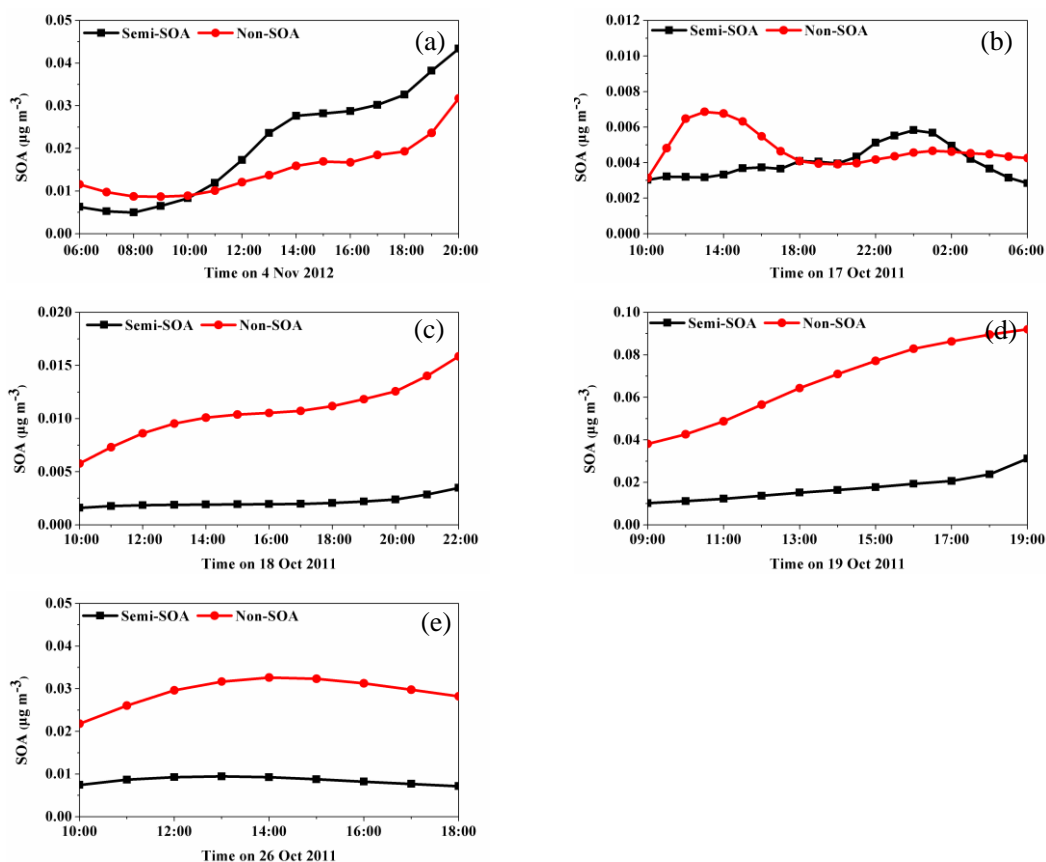 Semi-SOA Non-SOA (a)
SOA (µg m⁻³)
0.05
0.04
0.03
0.02
0.01
0.00
06:00 08:00 10:00 12:00 14:00 16:00 18:00 20:00
Time on 4 Nov 2012
Semi-SOA Non-SOA (b)
SOA (µg m⁻³)
0.012
0.010
0.008
0.006
0.004
0.002
0.000
10:00 14:00 18:00 22:00 02:00 06:00
Time on 17 Oct 2011
Semi-SOA Non-SOA (c)
SOA (µg m⁻³)
0.020
0.015
0.010
0.005
0.000
10:00 12:00 14:00 16:00 18:00 20:00 22:00
Time on 18 Oct 2011
Semi-SOA Non-SOA (d)
SOA (µg m⁻³)
0.10
0.08
0.06
0.04
0.02
0.00
09:00 11:00 13:00 15:00 17:00 19:00
Time on 19 Oct 2011
Semi-SOA Non-SOA (e)
SOA (µg m⁻³)
0.05
0.04
0.03
0.02
0.01
0.00
10:00 12:00 14:00 16:00 18:00
Time on 26 Oct 2011